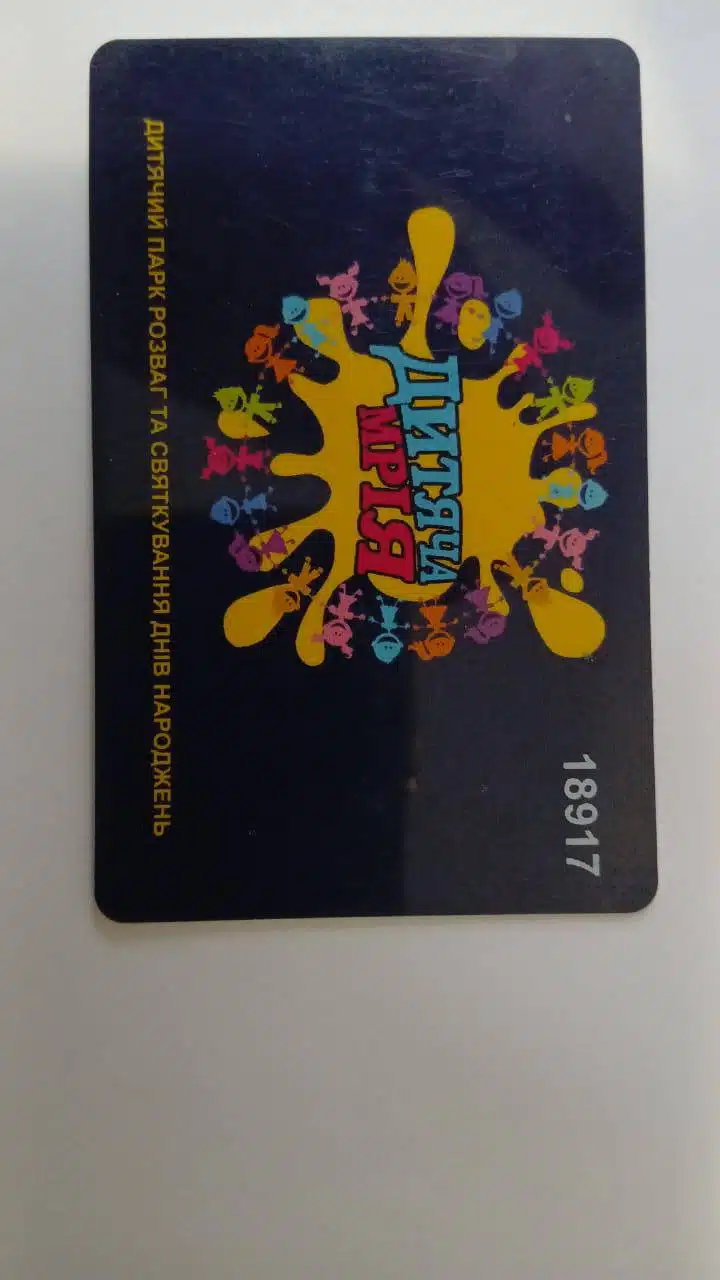 18917
ДИТЯЧА
МРІЯ
ДИТЯЧИЙ ПАРК РОЗВАГ ТА СВЯТКУВАННЯ ДНІВ НАРОДЖЕНЬ